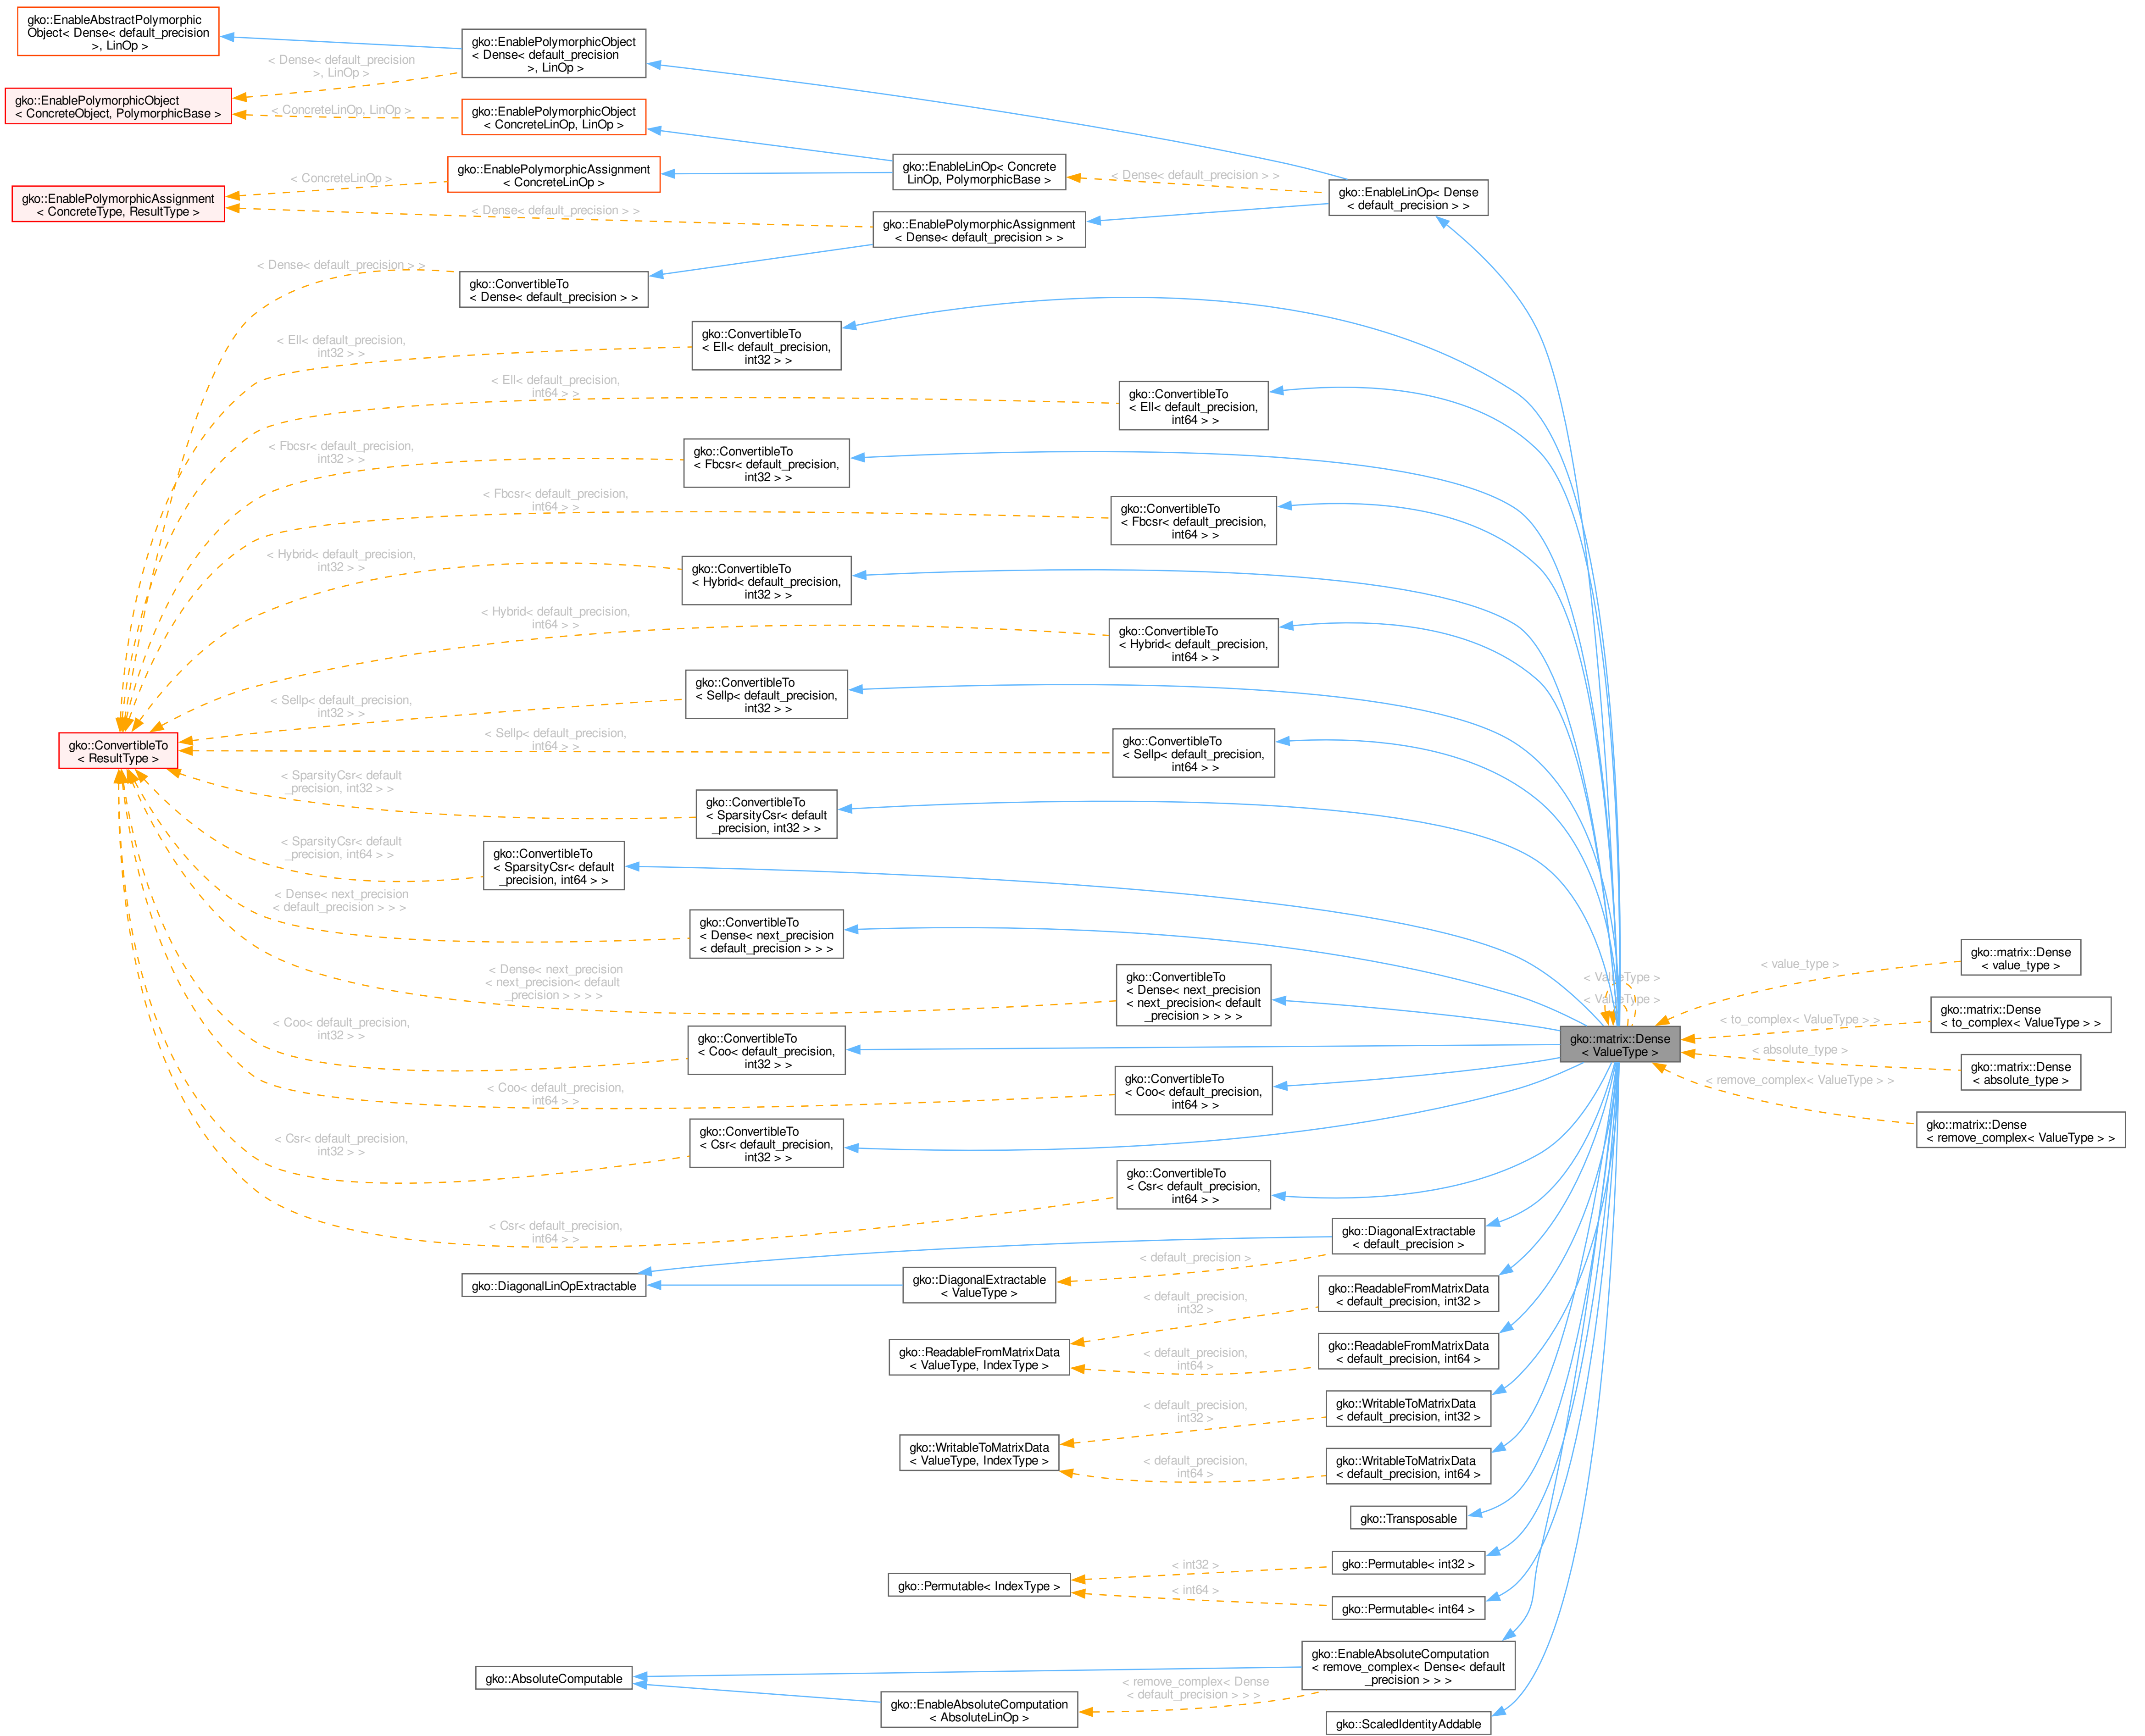 gko::EnableAbstractPolymorphic
Object< Dense< default_precision
>, LinOp >
gko::EnablePolymorphicObject
< Dense< default_precision
>, LinOp >
< Dense< default_precision
>, LinOp >
gko::EnablePolymorphicObject
< ConcreteObject, PolymorphicBase >
< ConcreteLinOp, LinOp >
gko::EnablePolymorphicObject
< ConcreteLinOp, LinOp >
gko::EnablePolymorphicAssignment
< ConcreteType, ResultType >
< ConcreteLinOp >
gko::EnablePolymorphicAssignment
< ConcreteLinOp >
gko::EnableLinOp< Concrete
LinOp, PolymorphicBase >
< Dense< default_precision > >
gko::EnableLinOp< Dense
< default_precision > >
< Dense< default_precision > >
gko::EnablePolymorphicAssignment
< Dense< default_precision > >
< Dense< default_precision > >
gko::ConvertibleTo
< Dense< default_precision > >
< Ell< default_precision,
int32 > >
gko::ConvertibleTo
< Ell< default_precision,
int32 > >
< Ell< default_precision,
int64 > >
gko::ConvertibleTo
< Ell< default_precision,
int64 > >
< Fbcsr< default_precision,
int32 > >
gko::ConvertibleTo
< Fbcsr< default_precision,
int32 > >
< Fbcsr< default_precision,
int64 > >
gko::ConvertibleTo
< Fbcsr< default_precision,
int64 > >
< Hybrid< default_precision,
int32 > >
gko::ConvertibleTo
< Hybrid< default_precision,
int32 > >
< Hybrid< default_precision,
int64 > >
gko::ConvertibleTo
< Hybrid< default_precision,
int64 > >
< Sellp< default_precision,
int32 > >
gko::ConvertibleTo
< Sellp< default_precision,
int32 > >
gko::ConvertibleTo
< ResultType >
< Sellp< default_precision,
int64 > >
gko::ConvertibleTo
< Sellp< default_precision,
int64 > >
< SparsityCsr< default
_precision, int32 > >
gko::ConvertibleTo
< SparsityCsr< default
_precision, int32 > >
< SparsityCsr< default
_precision, int64 > >
gko::ConvertibleTo
< SparsityCsr< default
_precision, int64 > >
< Dense< next_precision
< default_precision > > >
gko::ConvertibleTo
< Dense< next_precision
< default_precision > > >
< Dense< next_precision
< next_precision< default
_precision > > > >
gko::ConvertibleTo
< Dense< next_precision
< next_precision< default
_precision > > > >
< ValueType >
< ValueType >
gko::matrix::Dense
< ValueType >
< value_type >
gko::matrix::Dense
< value_type >
< to_complex< ValueType > >
gko::matrix::Dense
< to_complex< ValueType > >
< absolute_type >
gko::matrix::Dense
< absolute_type >
< remove_complex< ValueType > >
gko::matrix::Dense
< remove_complex< ValueType > >
< Coo< default_precision,
int32 > >
gko::ConvertibleTo
< Coo< default_precision,
int32 > >
< Coo< default_precision,
int64 > >
gko::ConvertibleTo
< Coo< default_precision,
int64 > >
< Csr< default_precision,
int32 > >
gko::ConvertibleTo
< Csr< default_precision,
int32 > >
< Csr< default_precision,
int64 > >
gko::ConvertibleTo
< Csr< default_precision,
int64 > >
gko::DiagonalLinOpExtractable
gko::DiagonalExtractable
< ValueType >
< default_precision >
gko::DiagonalExtractable
< default_precision >
gko::ReadableFromMatrixData
< ValueType, IndexType >
< default_precision,
int32 >
gko::ReadableFromMatrixData
< default_precision, int32 >
< default_precision,
int64 >
gko::ReadableFromMatrixData
< default_precision, int64 >
gko::WritableToMatrixData
< ValueType, IndexType >
< default_precision,
int32 >
gko::WritableToMatrixData
< default_precision, int32 >
< default_precision,
int64 >
gko::WritableToMatrixData
< default_precision, int64 >
gko::Transposable
gko::Permutable< IndexType >
< int32 >
gko::Permutable< int32 >
< int64 >
gko::Permutable< int64 >
gko::AbsoluteComputable
gko::EnableAbsoluteComputation
< AbsoluteLinOp >
< remove_complex< Dense
< default_precision > > >
gko::EnableAbsoluteComputation
< remove_complex< Dense< default
_precision > > >
gko::ScaledIdentityAddable